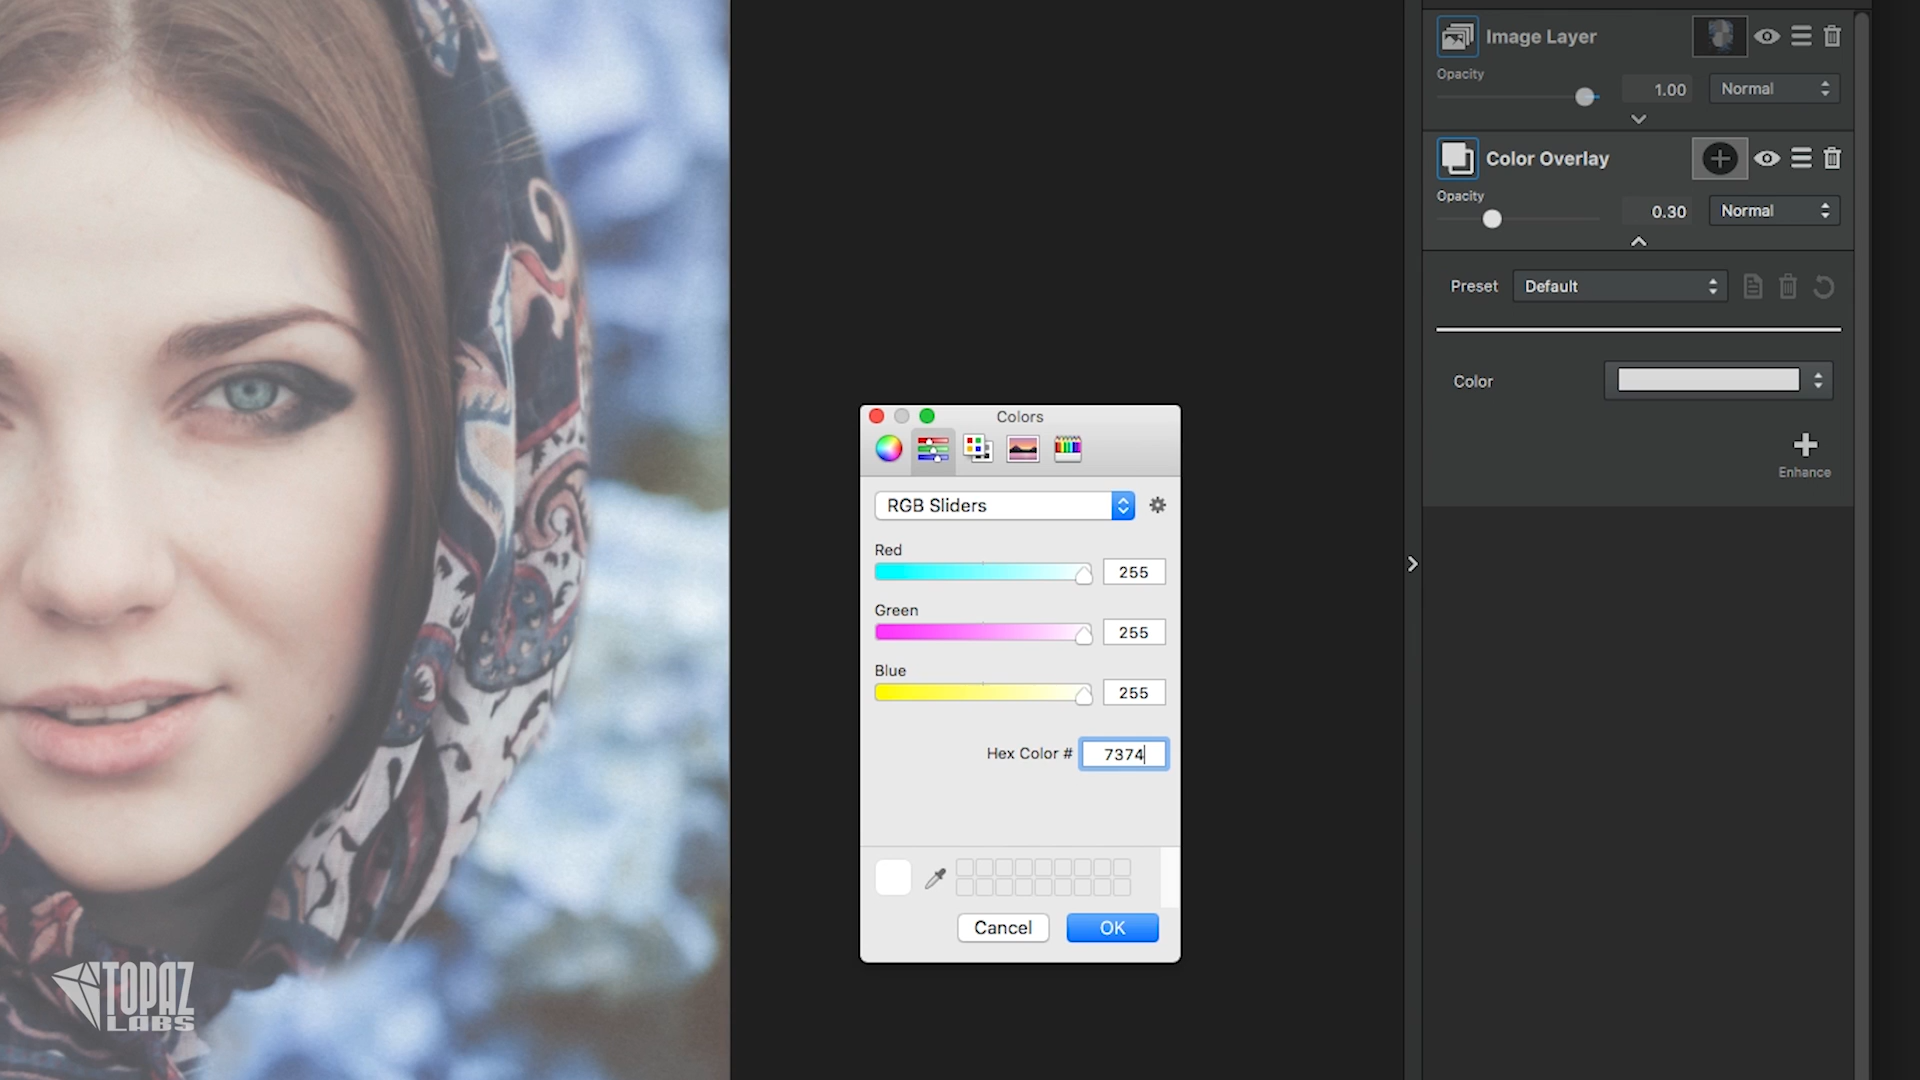 Image Layer
Opacity
1.00
Normal
Color Overlay
Opacity
0.30
Normal
Preset
Default
Color
Enhance
Colors
RGB Sliders
Red
255
Green
255
Blue
255
Hex Color #
7374
Cancel
OK
TOPAZ
LABS